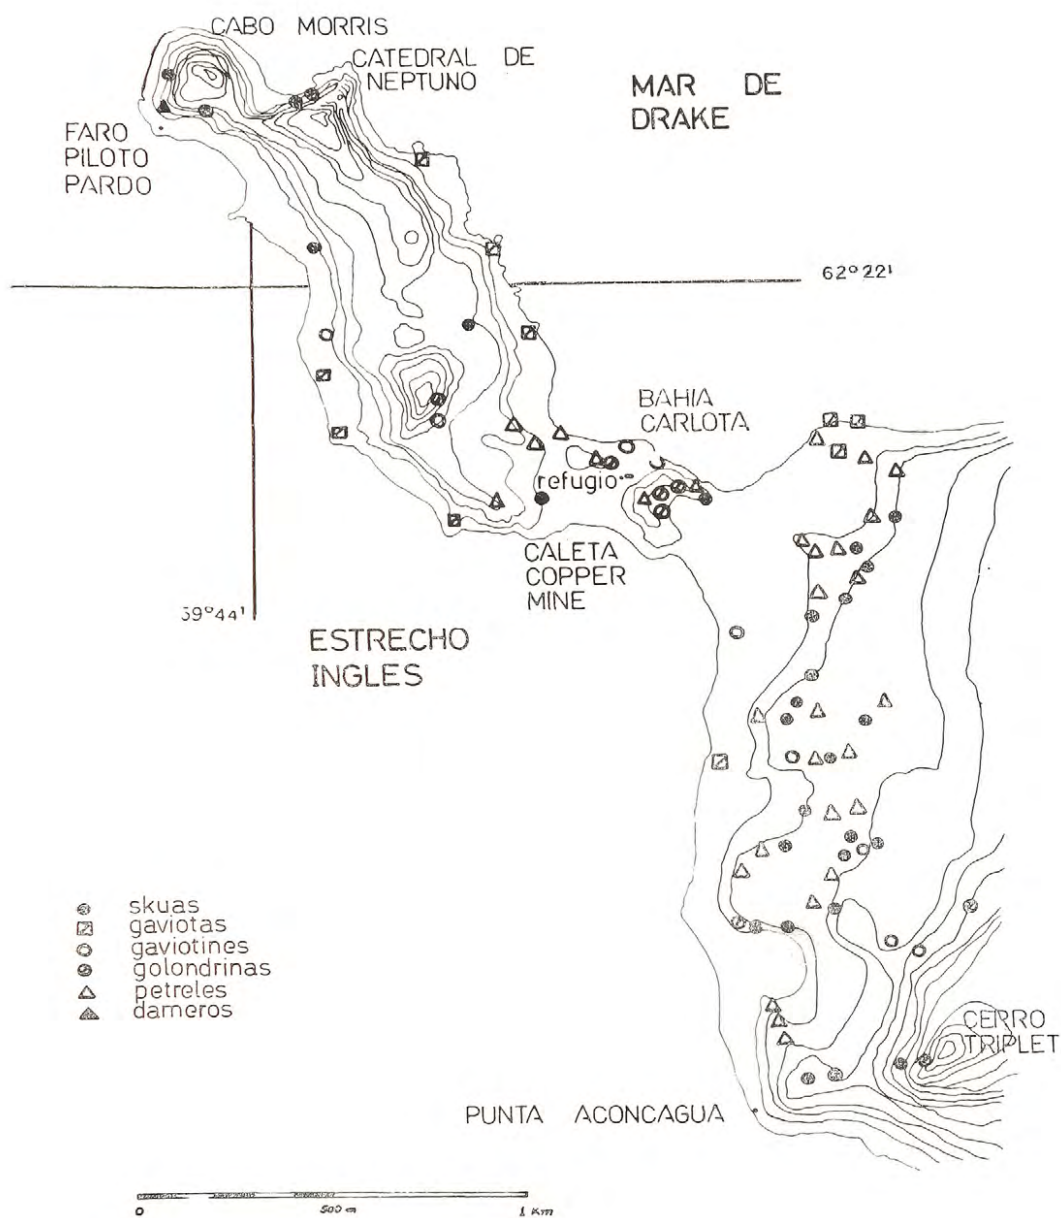 CABO MORRIS
CATEDRAL DE
NEPTUNO
MAR DE
DRAKE
FARO
PILOTO
PARDO
62°22'
BAHIA
CARLOTA
refugio
CALETA
COPPER
MINE
59°44'
ESTRECHO
INGLES
skuas
gaviotas
gaviotines
golondrinas
petreles
dameros
CERRO
TRIPLET
PUNTA ACONCAGUA
0 500 m 1 Km